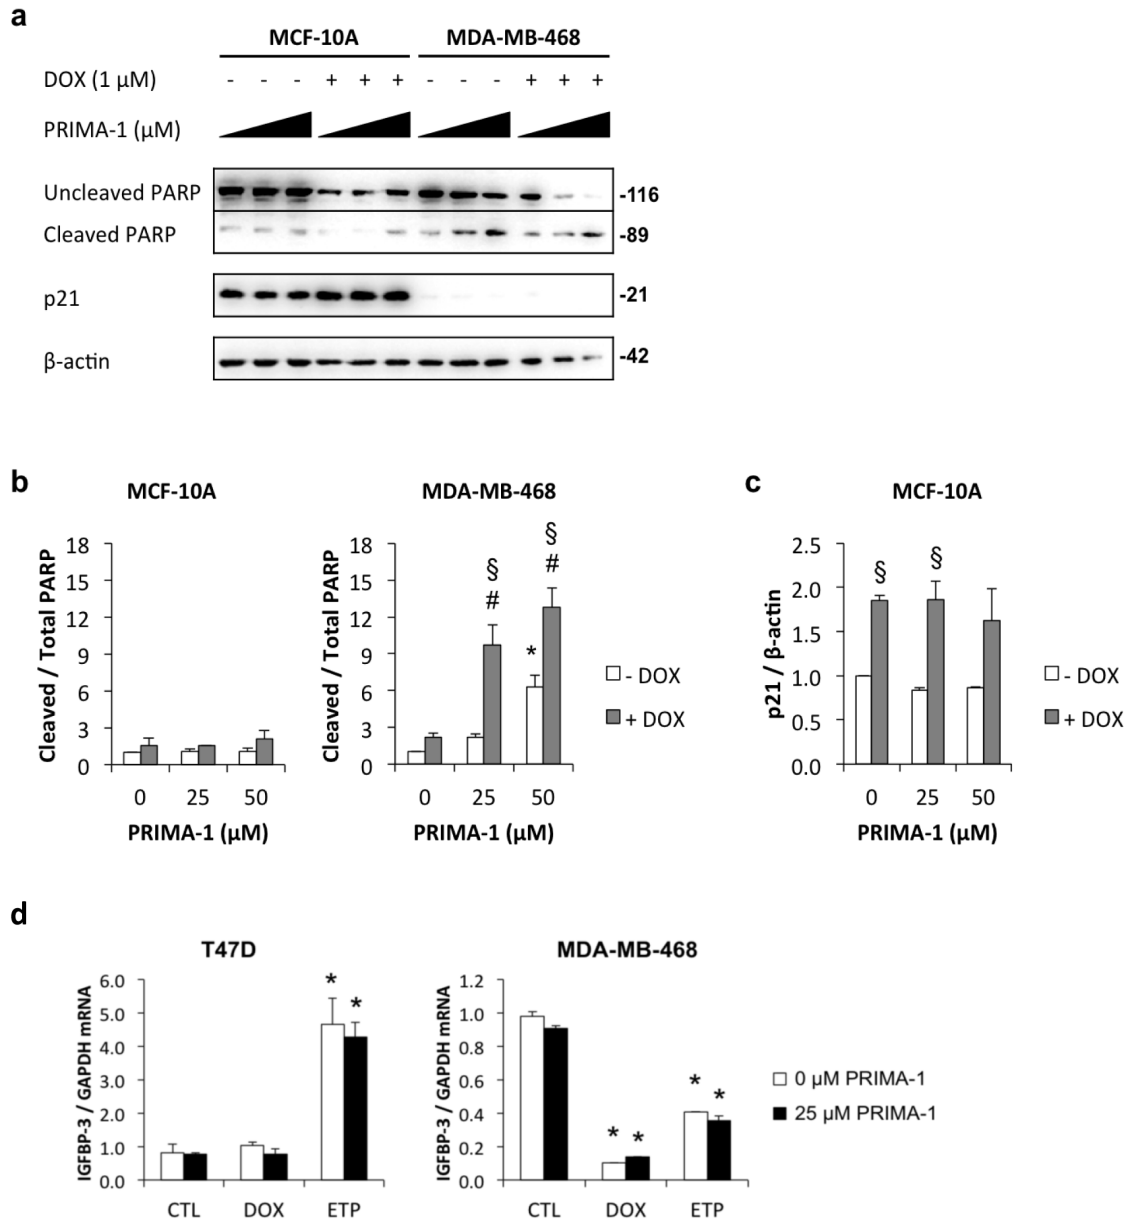 a
MCF-10A MDA-MB-468
DOX (1 µM) - - - + + + - - - + + +
PRIMA-1 (µM)
Uncleaved PARP -116
Cleaved PARP -89
p21 -21
β-actin -42
b
MCF-10A
Cleaved / Total PARP
18
15
12
9
6
3
0
0 25 50
PRIMA-1 (µM)
MDA-MB-468
Cleaved / Total PARP
18
15
12
9
6
3
0
§
#
*
§
#
0 25 50
PRIMA-1 (µM)
- DOX
+ DOX
c
MCF-10A
p21 / β-actin
2.5
2.0
1.5
1.0
0.5
0.0
§ §
0 25 50
PRIMA-1 (µM)
- DOX
+ DOX
d
T47D
IGFBP-3 / GAPDH mRNA
6.0
5.0
4.0
3.0
2.0
1.0
0.0
* *
CTL DOX ETP
MDA-MB-468
IGFBP-3 / GAPDH mRNA
1.2
1.0
0.8
0.6
0.4
0.2
0.0
* * * *
CTL DOX ETP
0 µM PRIMA-1
25 µM PRIMA-1